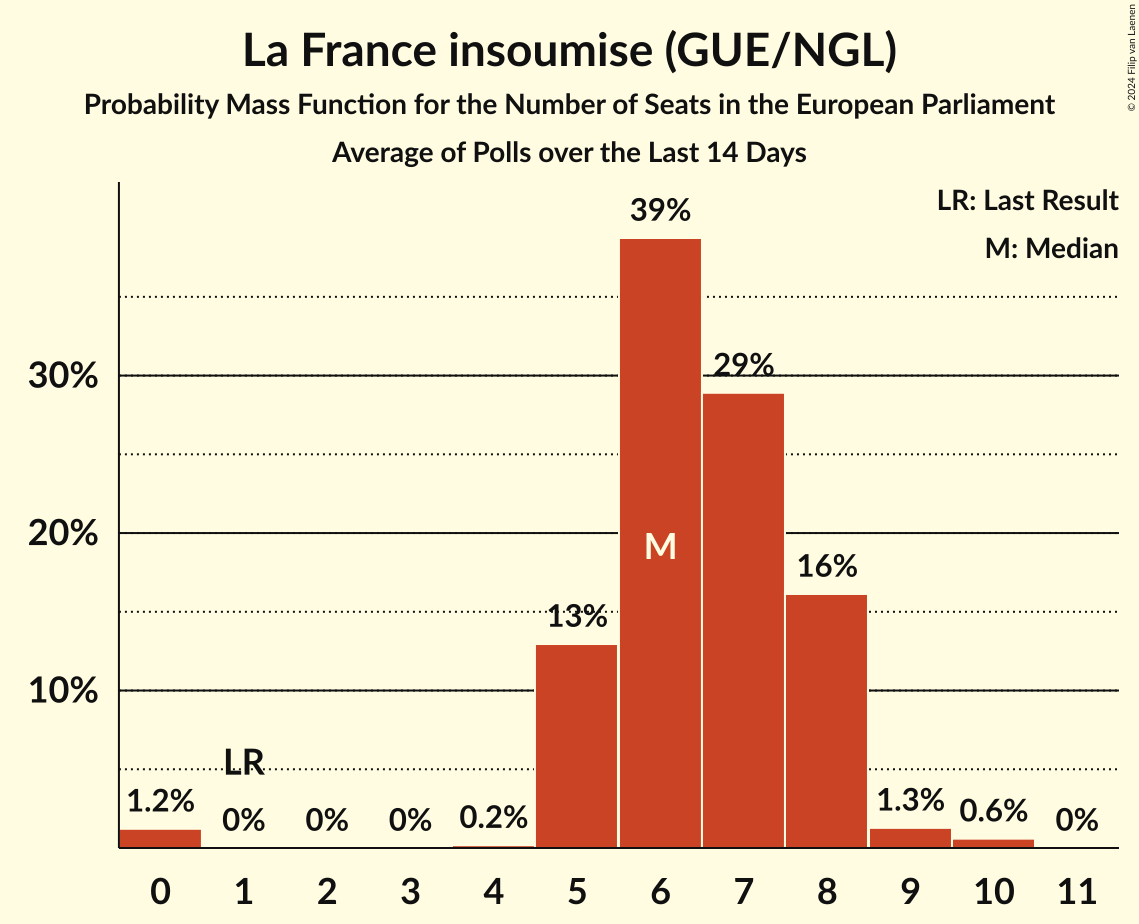 La France insoumise (GUE/NGL)
Probability Mass Function for the Number of Seats in the European Parliament
Average of Polls over the Last 14 Days
© 2024 Filip van Laenen
LR: Last Result
M: Median
39%
30%
29%
20%
M
16%
13%
10%
LR
1.2%
0%
0%
0%
0.2%
1.3%
0.6%
0%
0 1 2 3 4 5 6 7 8 9 10 11